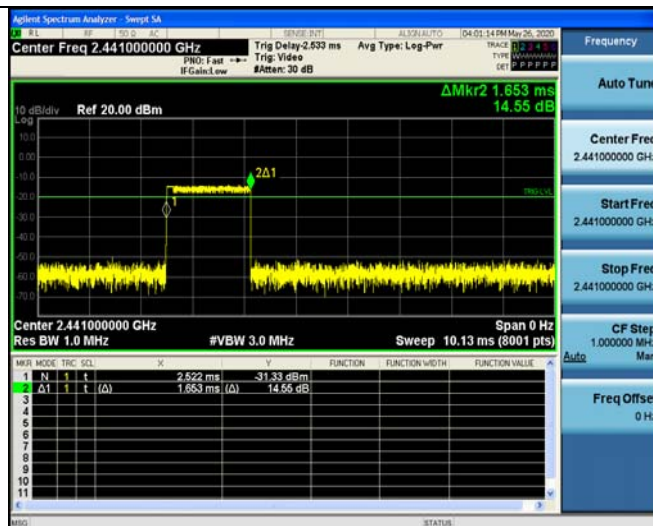 Agilent Spectrum Analyzer - Swept SA
RL RF 50 Ω AC SENSE:INT ALIGN AUTO 04:01:14 PM May 26, 2020
Center Freq 2.441000000 GHz Trig Delay-2.533 ms Avg Type: Log-Pwr TRACE 1 2 3 4 5 6
PNO: Fast Trig: Video TYPE
IFGain:Low #Atten: 30 dB DET P P P P P P
ΔMkr2 1.653 ms
14.55 dB
10 dB/div Ref 20.00 dBm
Log
10.0
0.00
-10.0
-20.0
-30.0
-40.0
-50.0
-60.0
-70.0
2Δ1
1
TRIG LVL
Center 2.441000000 GHz Span 0 Hz
Res BW 1.0 MHz #VBW 3.0 MHz Sweep 10.13 ms (8001 pts)
MKR MODE TRC SCL X Y FUNCTION FUNCTION WIDTH FUNCTION VALUE
1 N 1 t 2.522 ms -31.33 dBm
2 Δ1 1 t (Δ) 1.653 ms (Δ) 14.55 dB
3
4
5
6
7
8
9
10
11
MSG STATUS
Frequency
Auto Tune
Center Freq
2.441000000 GHz
Start Freq
2.441000000 GHz
Stop Freq
2.441000000 GHz
CF Step
1.000000 MHz
Auto Man
Freq Offset
0 Hz